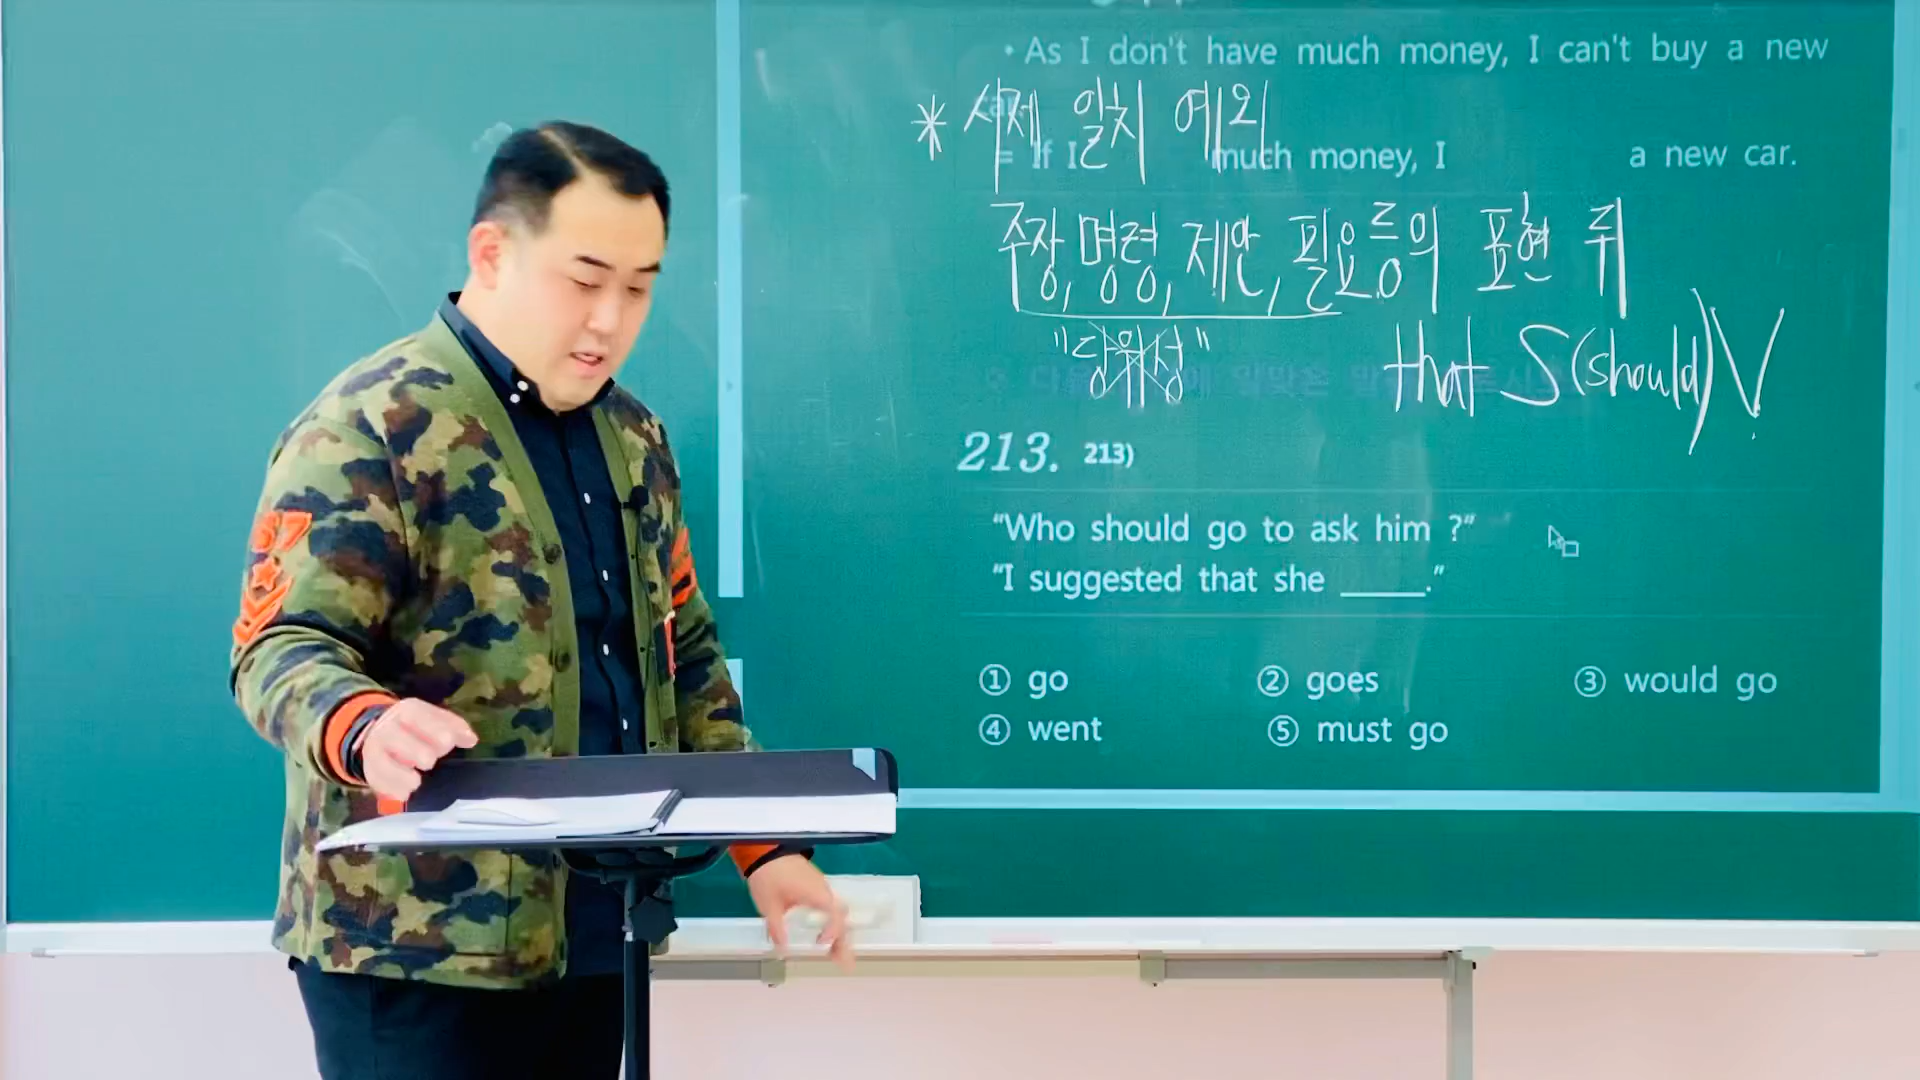 • As I don't have much money, I can't buy a new
car.
* 시제 일치 예외
= If I much money, I a new car.
주장, 명령, 제안, 필요 등의 표현 뒤
"당위성" that S (should) V
213. 213)
"Who should go to ask him ?"
"I suggested that she _____."
① go ② goes ③ would go
④ went ⑤ must go